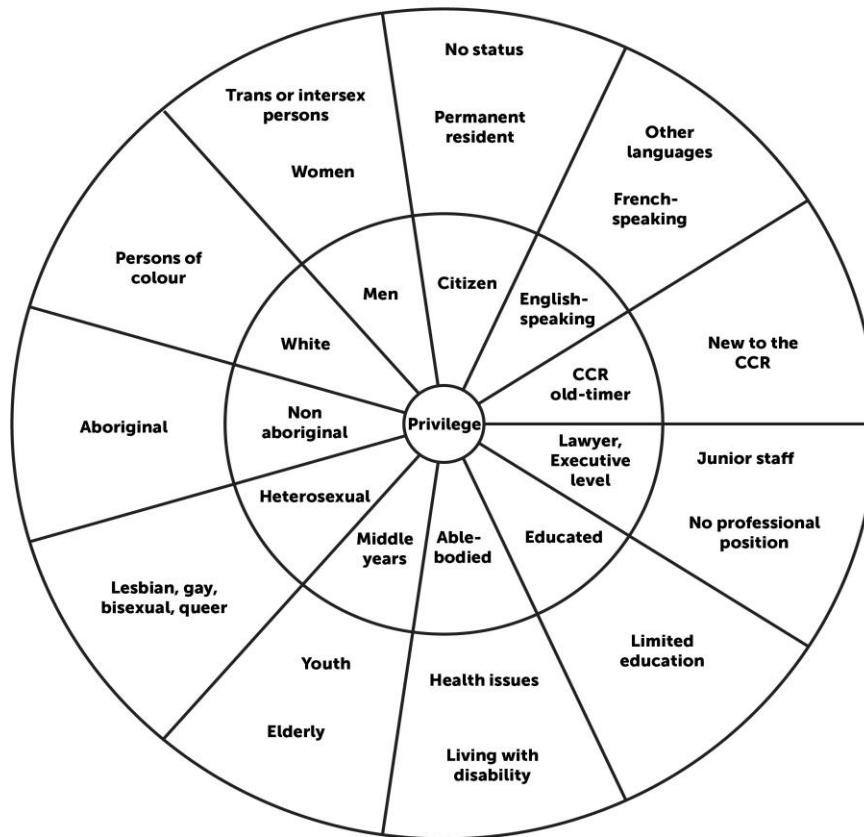 No status
Trans or intersex
persons
Permanent
resident
Other
languages
Women
French-
speaking
Persons of
colour
Men
Citizen
English-
speaking
White
New to the
CCR
CCR
old-timer
Aboriginal
Non
aboriginal
Privilege
Lawyer,
Executive
level
Junior staff
Heterosexual
No professional
position
Middle
years
Able-
bodied
Educated
Lesbian, gay,
bisexual, queer
Limited
education
Youth
Health issues
Elderly
Living with
disability